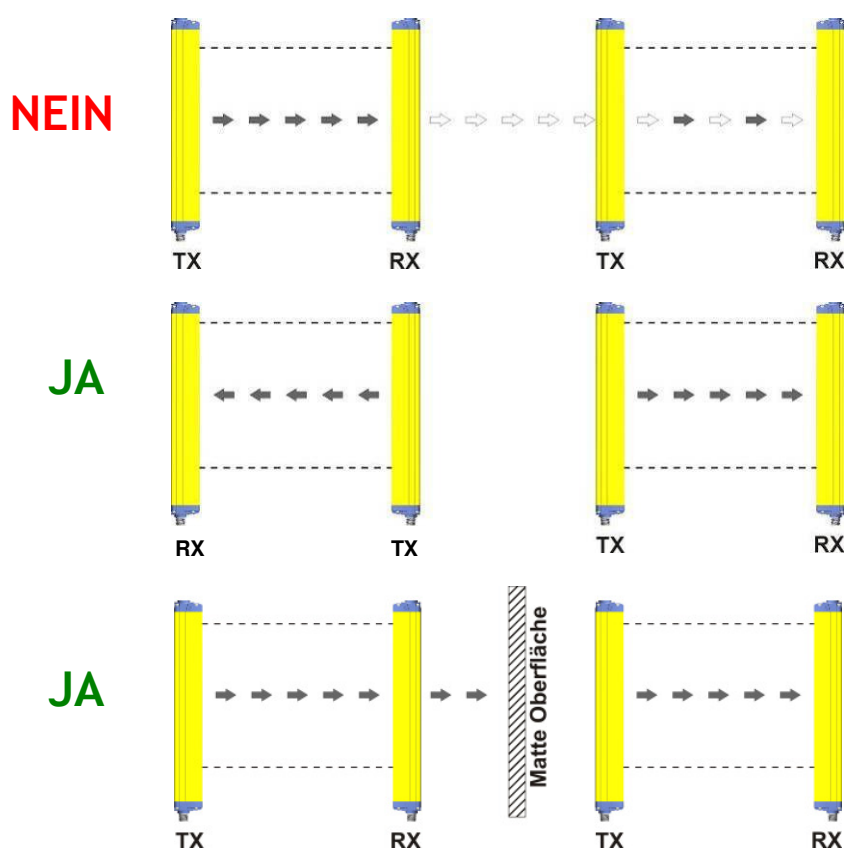 NEIN
TX RX TX RX
JA
RX TX TX RX
JA
Matte Oberfläche
TX RX TX RX